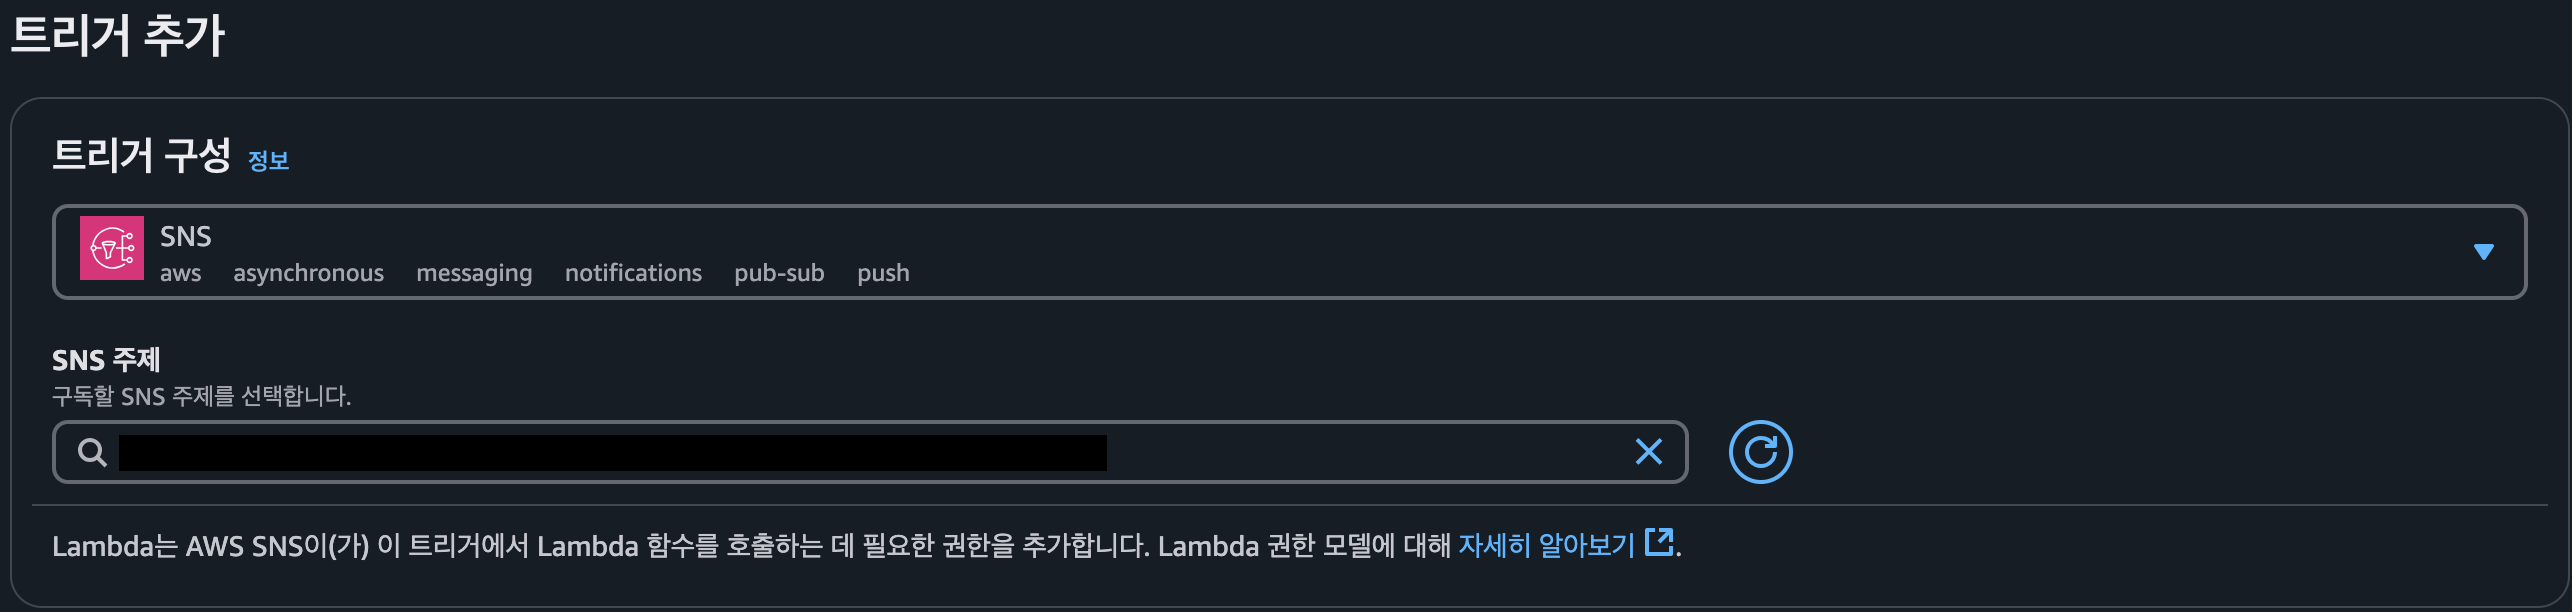 트리거 추가
트리거 구성 정보
SNS
aws asynchronous messaging notifications pub-sub push
SNS 주제
구독할 SNS 주제를 선택합니다.
Lambda는 AWS SNS이(가) 이 트리거에서 Lambda 함수를 호출하는 데 필요한 권한을 추가합니다. Lambda 권한 모델에 대해 자세히 알아보기.